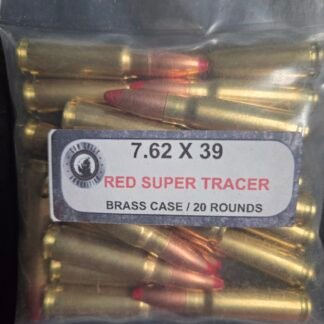 7.62 X 39
RED SUPER TRACER
BRASS CASE / 20 ROUNDS